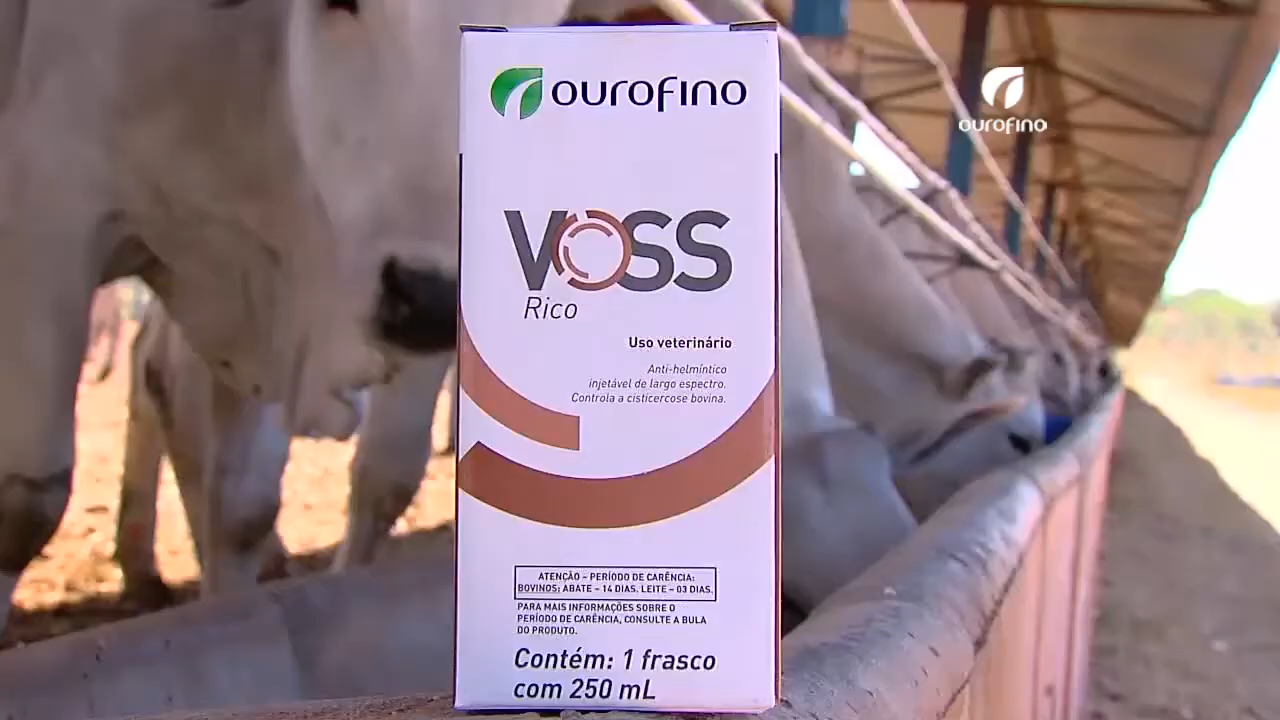 ourofino
ourofino
VOSS
Rico
Uso veterinário
Anti-helmíntico
injetável de largo espectro.
Controla a cisticercose bovina.
ATENÇÃO – PERÍODO DE CARÊNCIA:
BOVINOS: ABATE – 14 DIAS. LEITE – 03 DIAS.
PARA MAIS INFORMAÇÕES SOBRE O
PERÍODO DE CARÊNCIA, CONSULTE A BULA
DO PRODUTO.
Contém: 1 frasco
com 250 mL